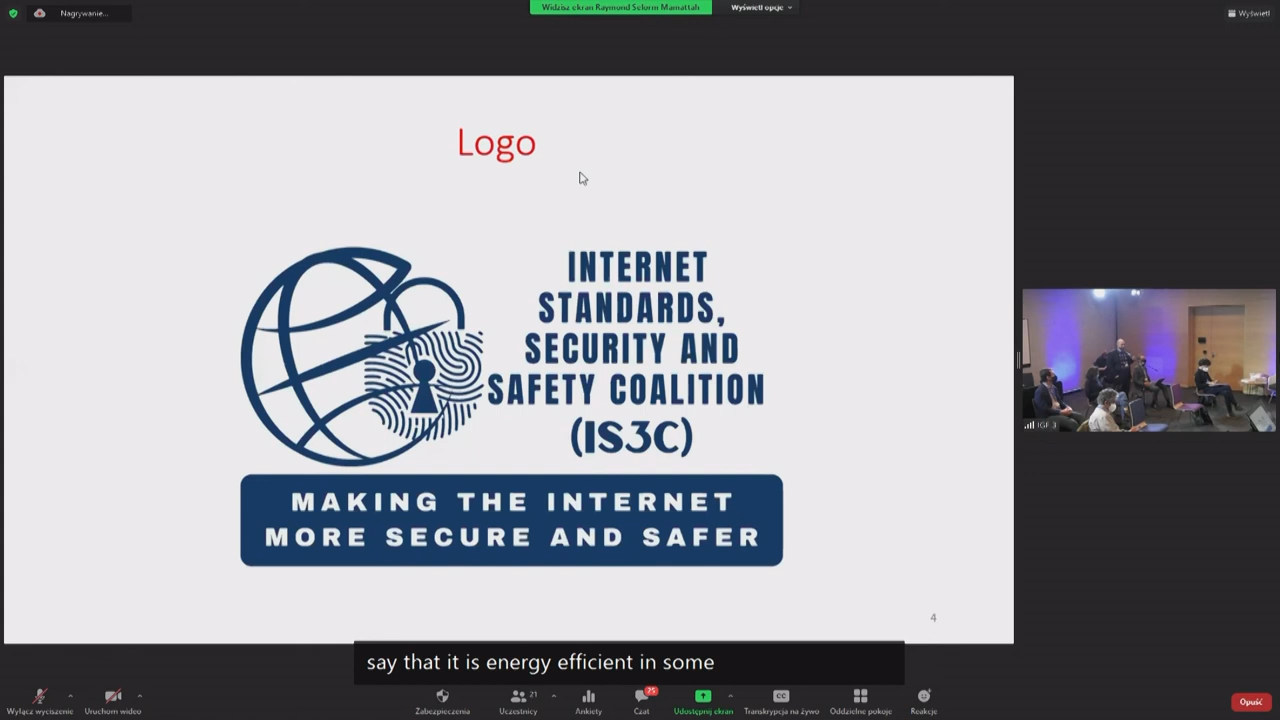 Nagrywanie...
Widzisz ekran Raymond Selorm Mamattah
Wyświetl opcje
Wyświetl
Logo
INTERNET
STANDARDS,
SECURITY AND
SAFETY COALITION
(IS3C)
MAKING THE INTERNET
MORE SECURE AND SAFER
4
IGF 3
say that it is energy efficient in some
Wyłącz wyciszenie
Uruchom wideo
Zabezpieczenia
Uczestnicy
21
Ankiety
Czat
25
Udostępnij ekran
Transkrypcja na żywo
Oddzielne pokoje
Reakcje
Opuść